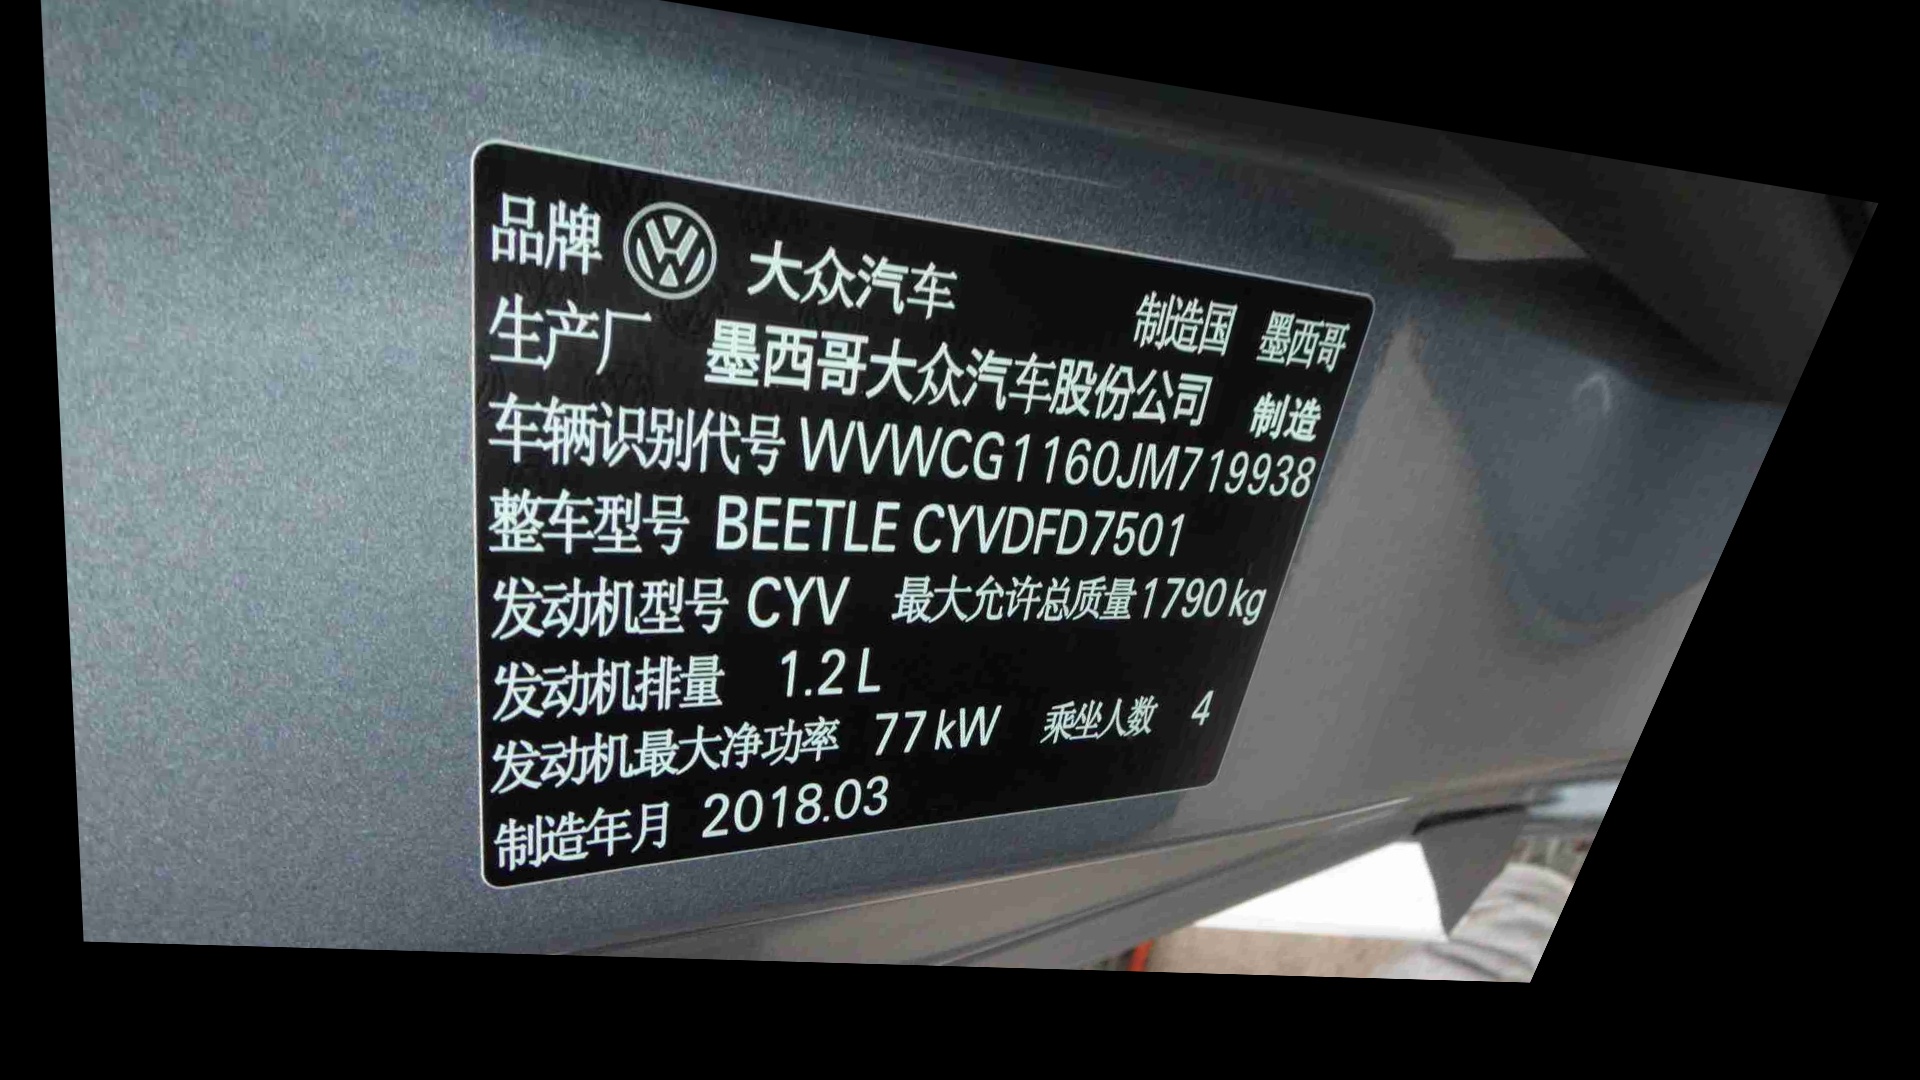 品牌 大众汽车 制造国 墨西哥
生产厂 墨西哥大众汽车股份公司 制造
车辆识别代号 WVWCG1160JM719938
整车型号 BEETLE CYVDFD7501
发动机型号 CYV 最大允许总质量 1790 kg
发动机排量 1.2 L
发动机最大净功率 77 kW 乘坐人数 4
制造年月 2018.03